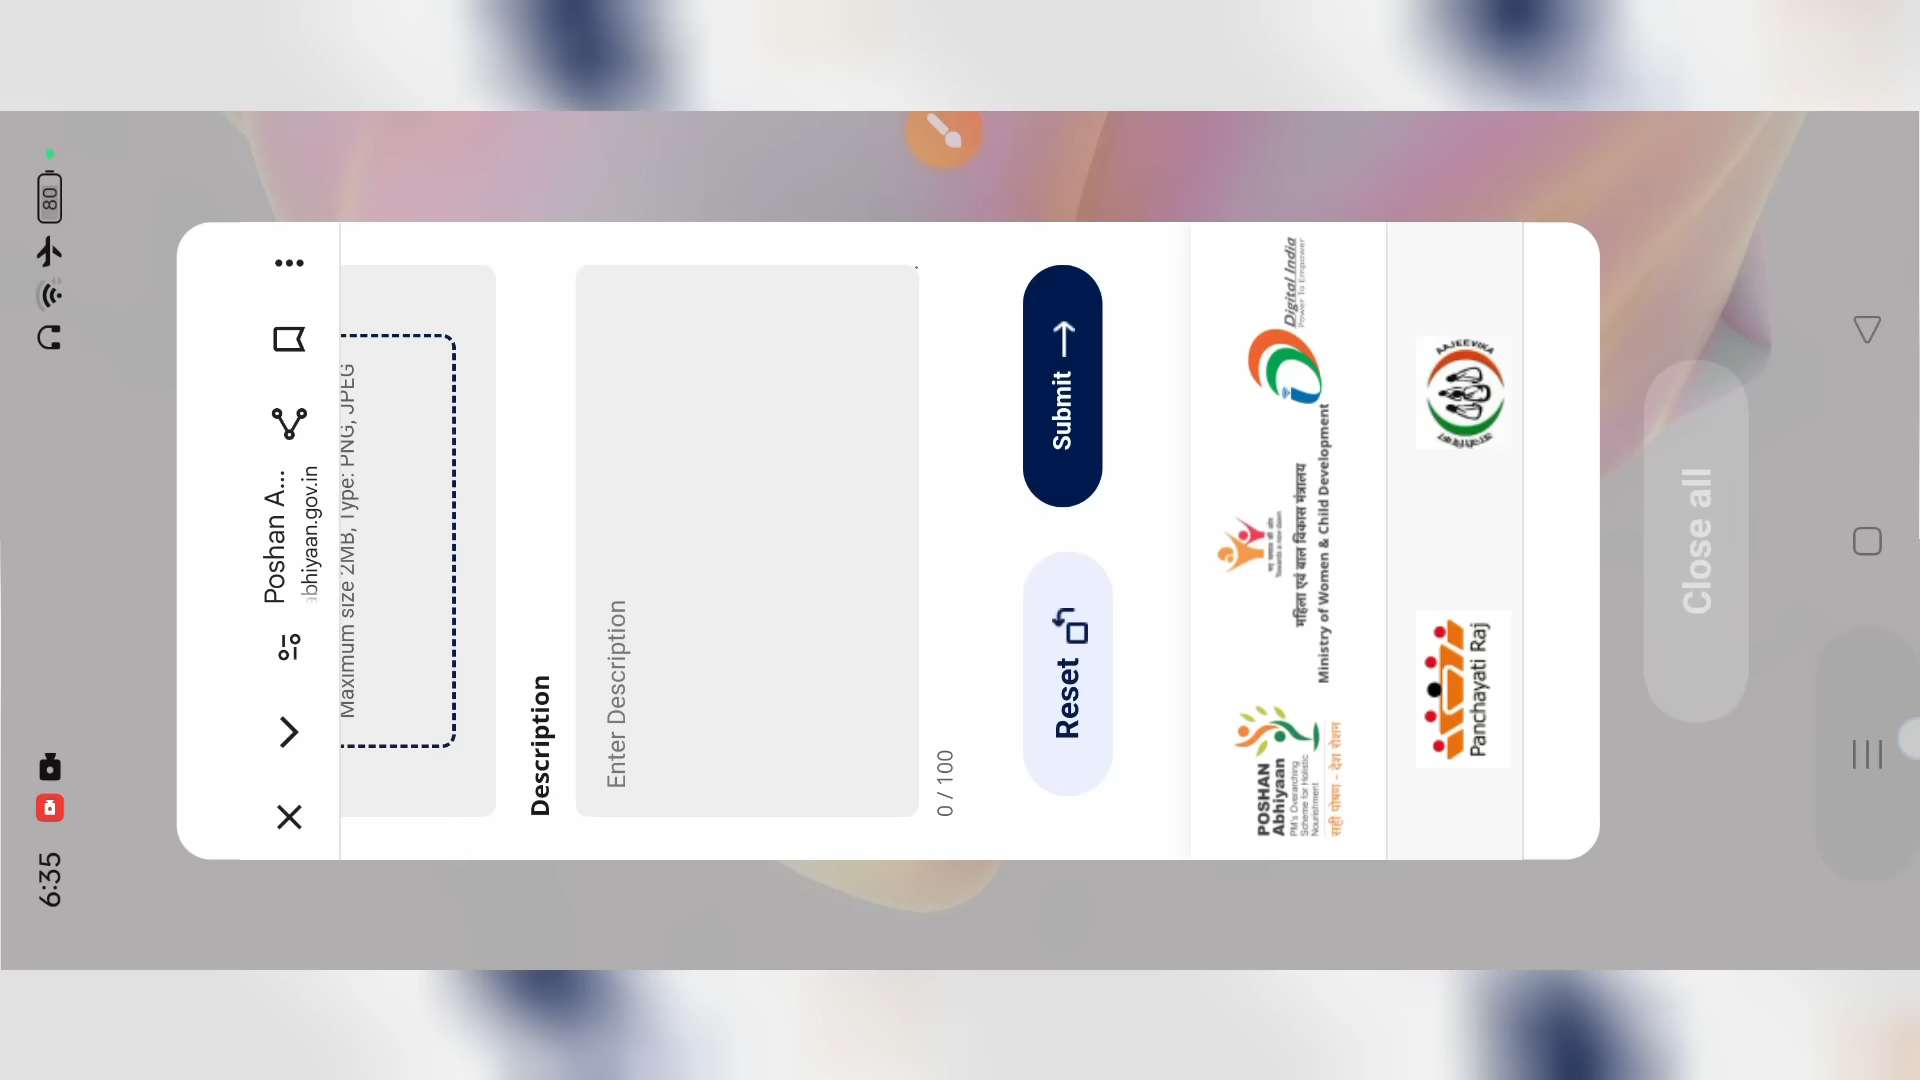 6:35
80
Poshan A...
abhiyaan.gov.in
Maximum size 2MB, Type: PNG, JPEG
Description
Enter Description
0 / 100
Reset
Submit →
POSHAN
Abhiyaan
PM's Overarching
Scheme for Holistic
Nourishment
सही पोषण - देश रोशन
महिला एवं बाल विकास मंत्रालय
Ministry of Women & Child Development
Digital India
Power To Empower
Panchayati Raj
AAJEEVIKA
Close all